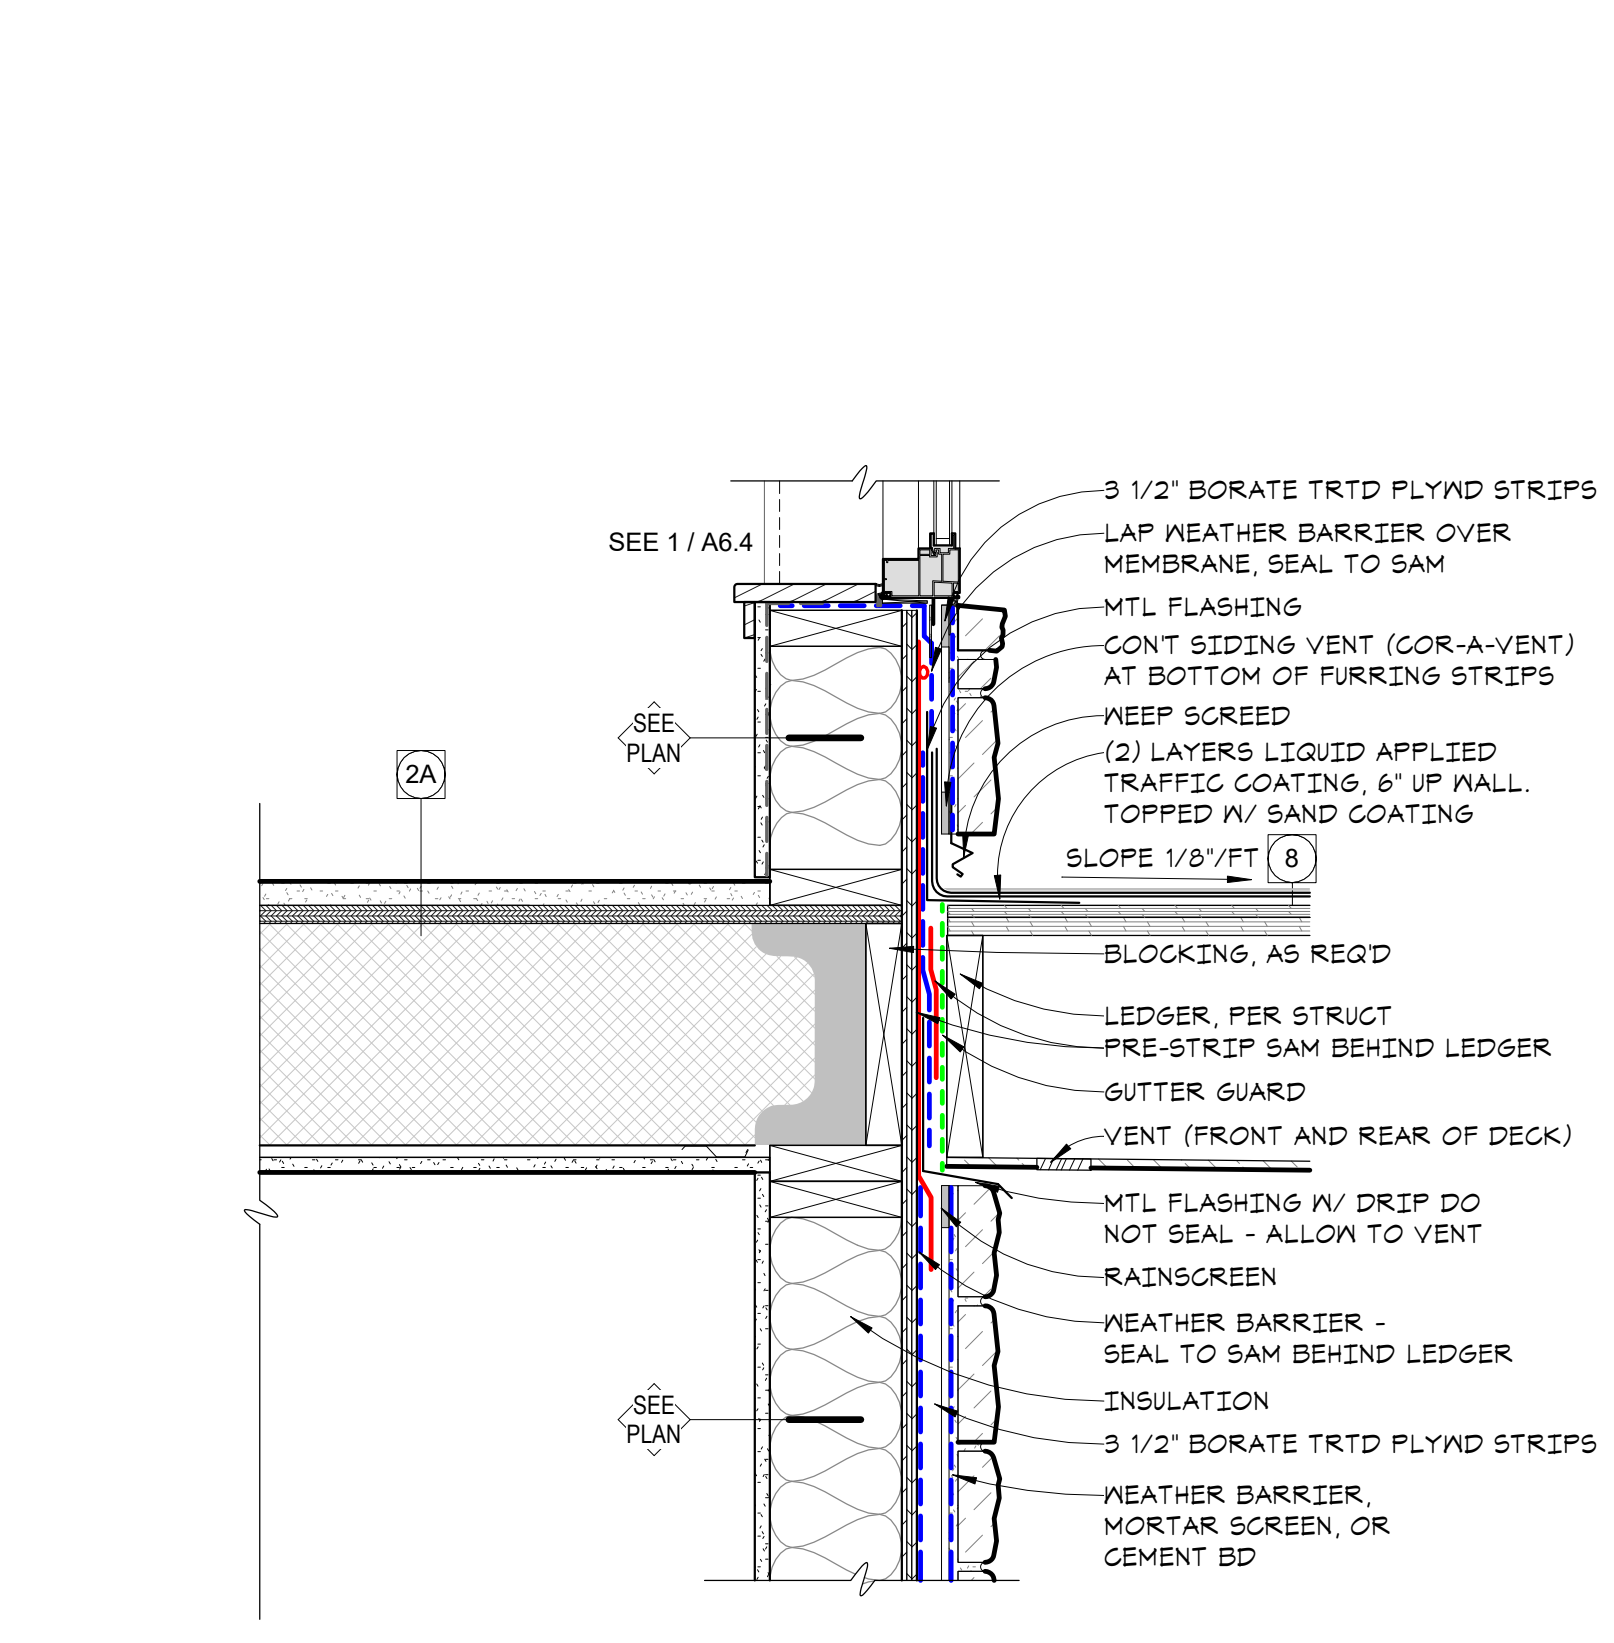 3 1/2" BORATE TRTD PLYWD STRIPS
LAP WEATHER BARRIER OVER
MEMBRANE, SEAL TO SAM
SEE 1 / A6.4
MTL FLASHING
CON'T SIDING VENT (COR-A-VENT)
AT BOTTOM OF FURRING STRIPS
WEEP SCREED
SEE
PLAN
(2) LAYERS LIQUID APPLIED
TRAFFIC COATING, 6" UP WALL.
TOPPED W/ SAND COATING
2A
SLOPE 1/8"/FT
8
BLOCKING, AS REQ'D
LEDGER, PER STRUCT
PRE-STRIP SAM BEHIND LEDGER
GUTTER GUARD
VENT (FRONT AND REAR OF DECK)
MTL FLASHING W/ DRIP DO
NOT SEAL - ALLOW TO VENT
RAINSCREEN
WEATHER BARRIER -
SEAL TO SAM BEHIND LEDGER
INSULATION
SEE
PLAN
3 1/2" BORATE TRTD PLYWD STRIPS
WEATHER BARRIER,
MORTAR SCREEN, OR
CEMENT BD